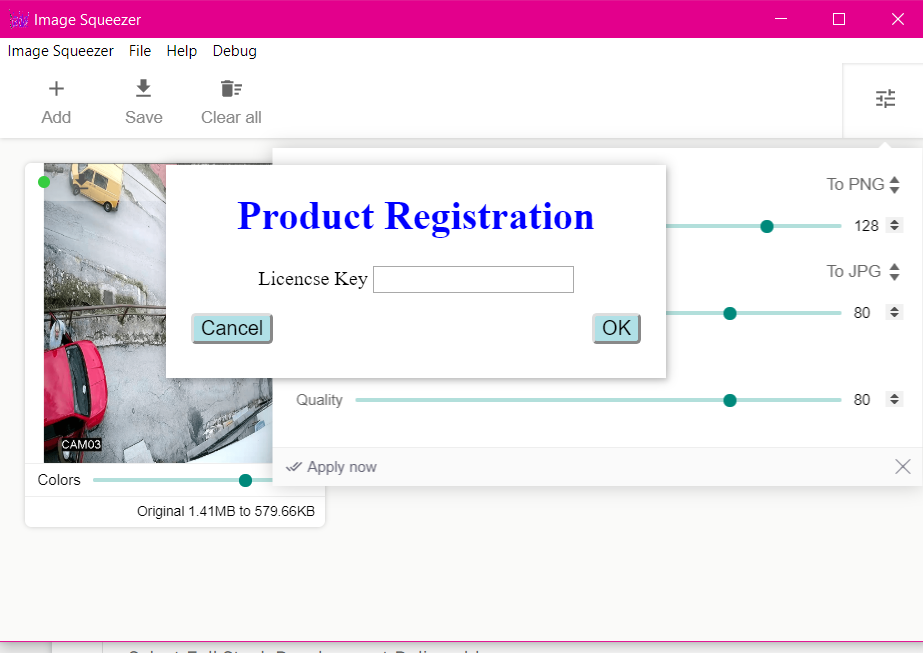 Image Squeezer
Image Squeezer File Help Debug
Add Save Clear all
To PNG
128
Product Registration
To JPG
Licencse Key
80
Cancel OK
Quality 80
CAM03
Apply now
Colors
Original 1.41MB to 579.66KB